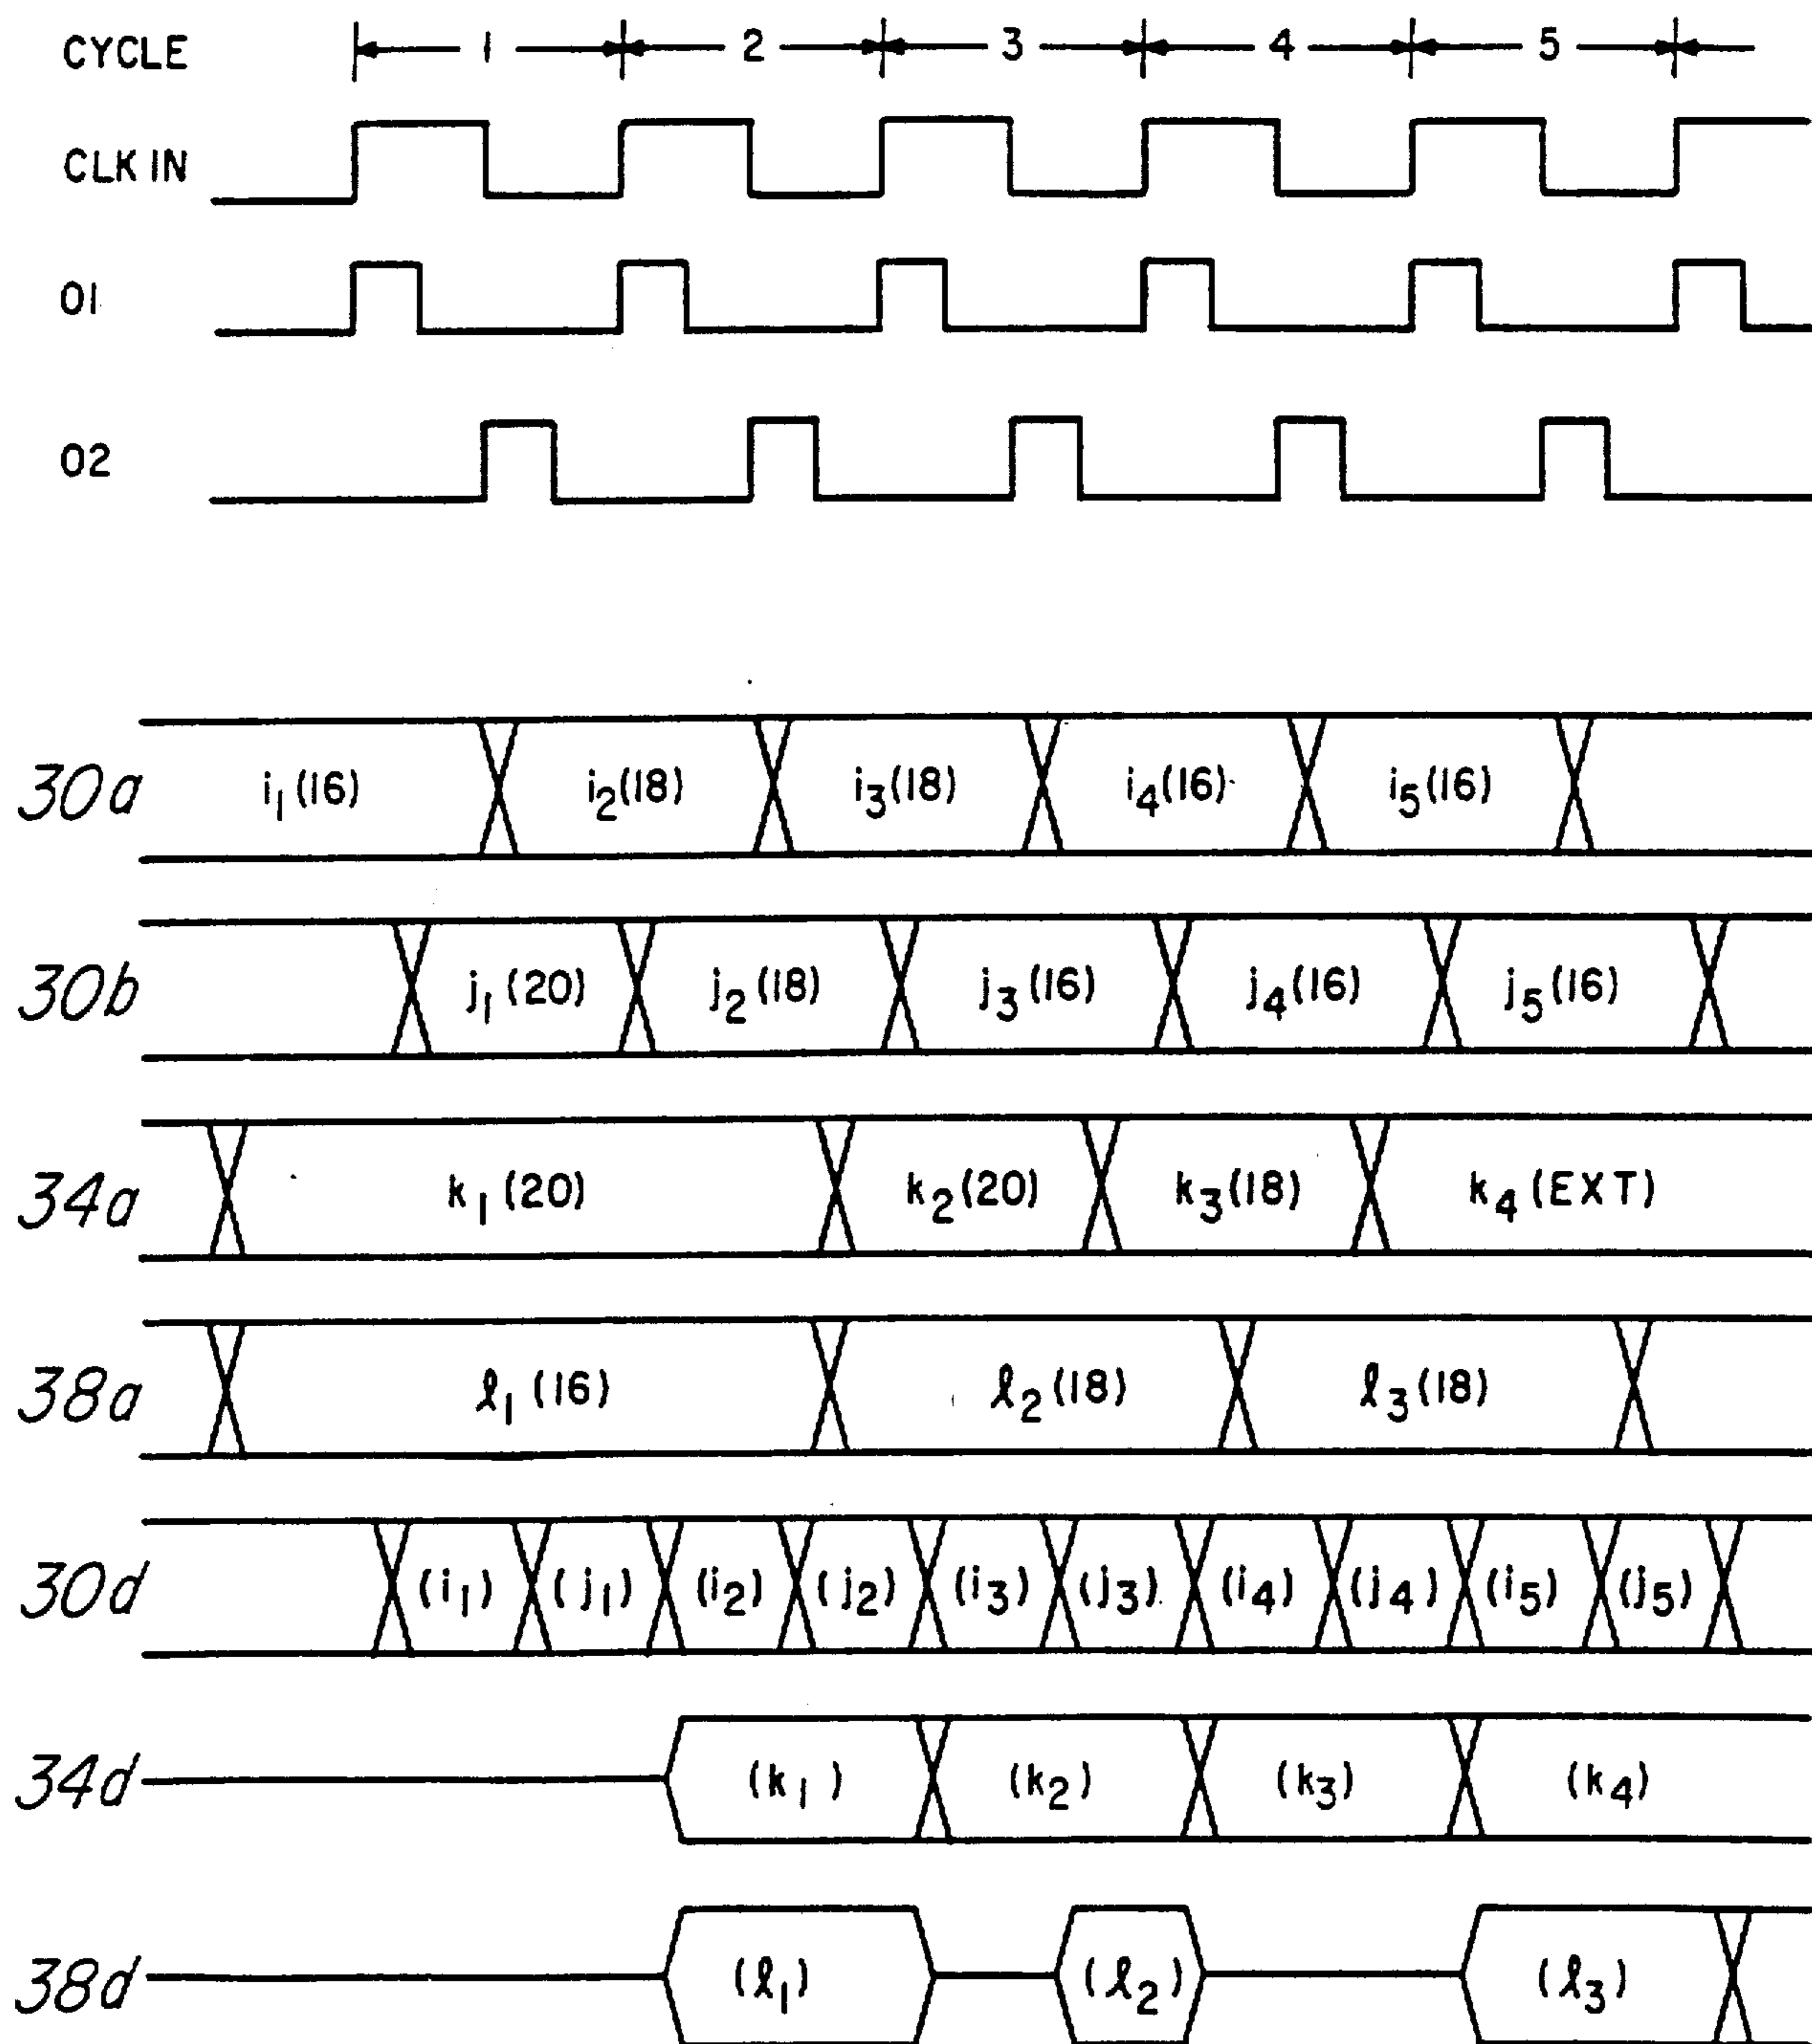 CYCLE 1 2 3 4 5
CLK IN
01
02
30a i1(16) i2(18) i3(18) i4(16) i5(16)
30b j1(20) j2(18) j3(16) j4(16) j5(16)
34a k1(20) k2(20) k3(18) k4(EXT)
38a ℓ1(16) ℓ2(18) ℓ3(18)
30d (i1) (j1) (i2) (j2) (i3) (j3) (i4) (j4) (i5) (j5)
34d (k1) (k2) (k3) (k4)
38d (ℓ1) (ℓ2) (ℓ3)